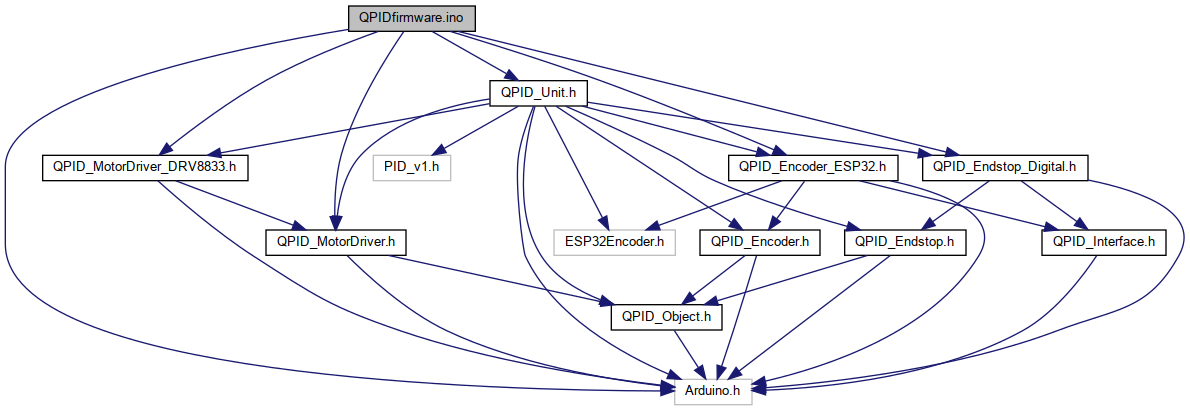 QPIDfirmware.ino
QPID_Unit.h
QPID_MotorDriver_DRV8833.h
PID_v1.h
QPID_Encoder_ESP32.h
QPID_Endstop_Digital.h
QPID_MotorDriver.h
ESP32Encoder.h
QPID_Encoder.h
QPID_Endstop.h
QPID_Interface.h
QPID_Object.h
Arduino.h